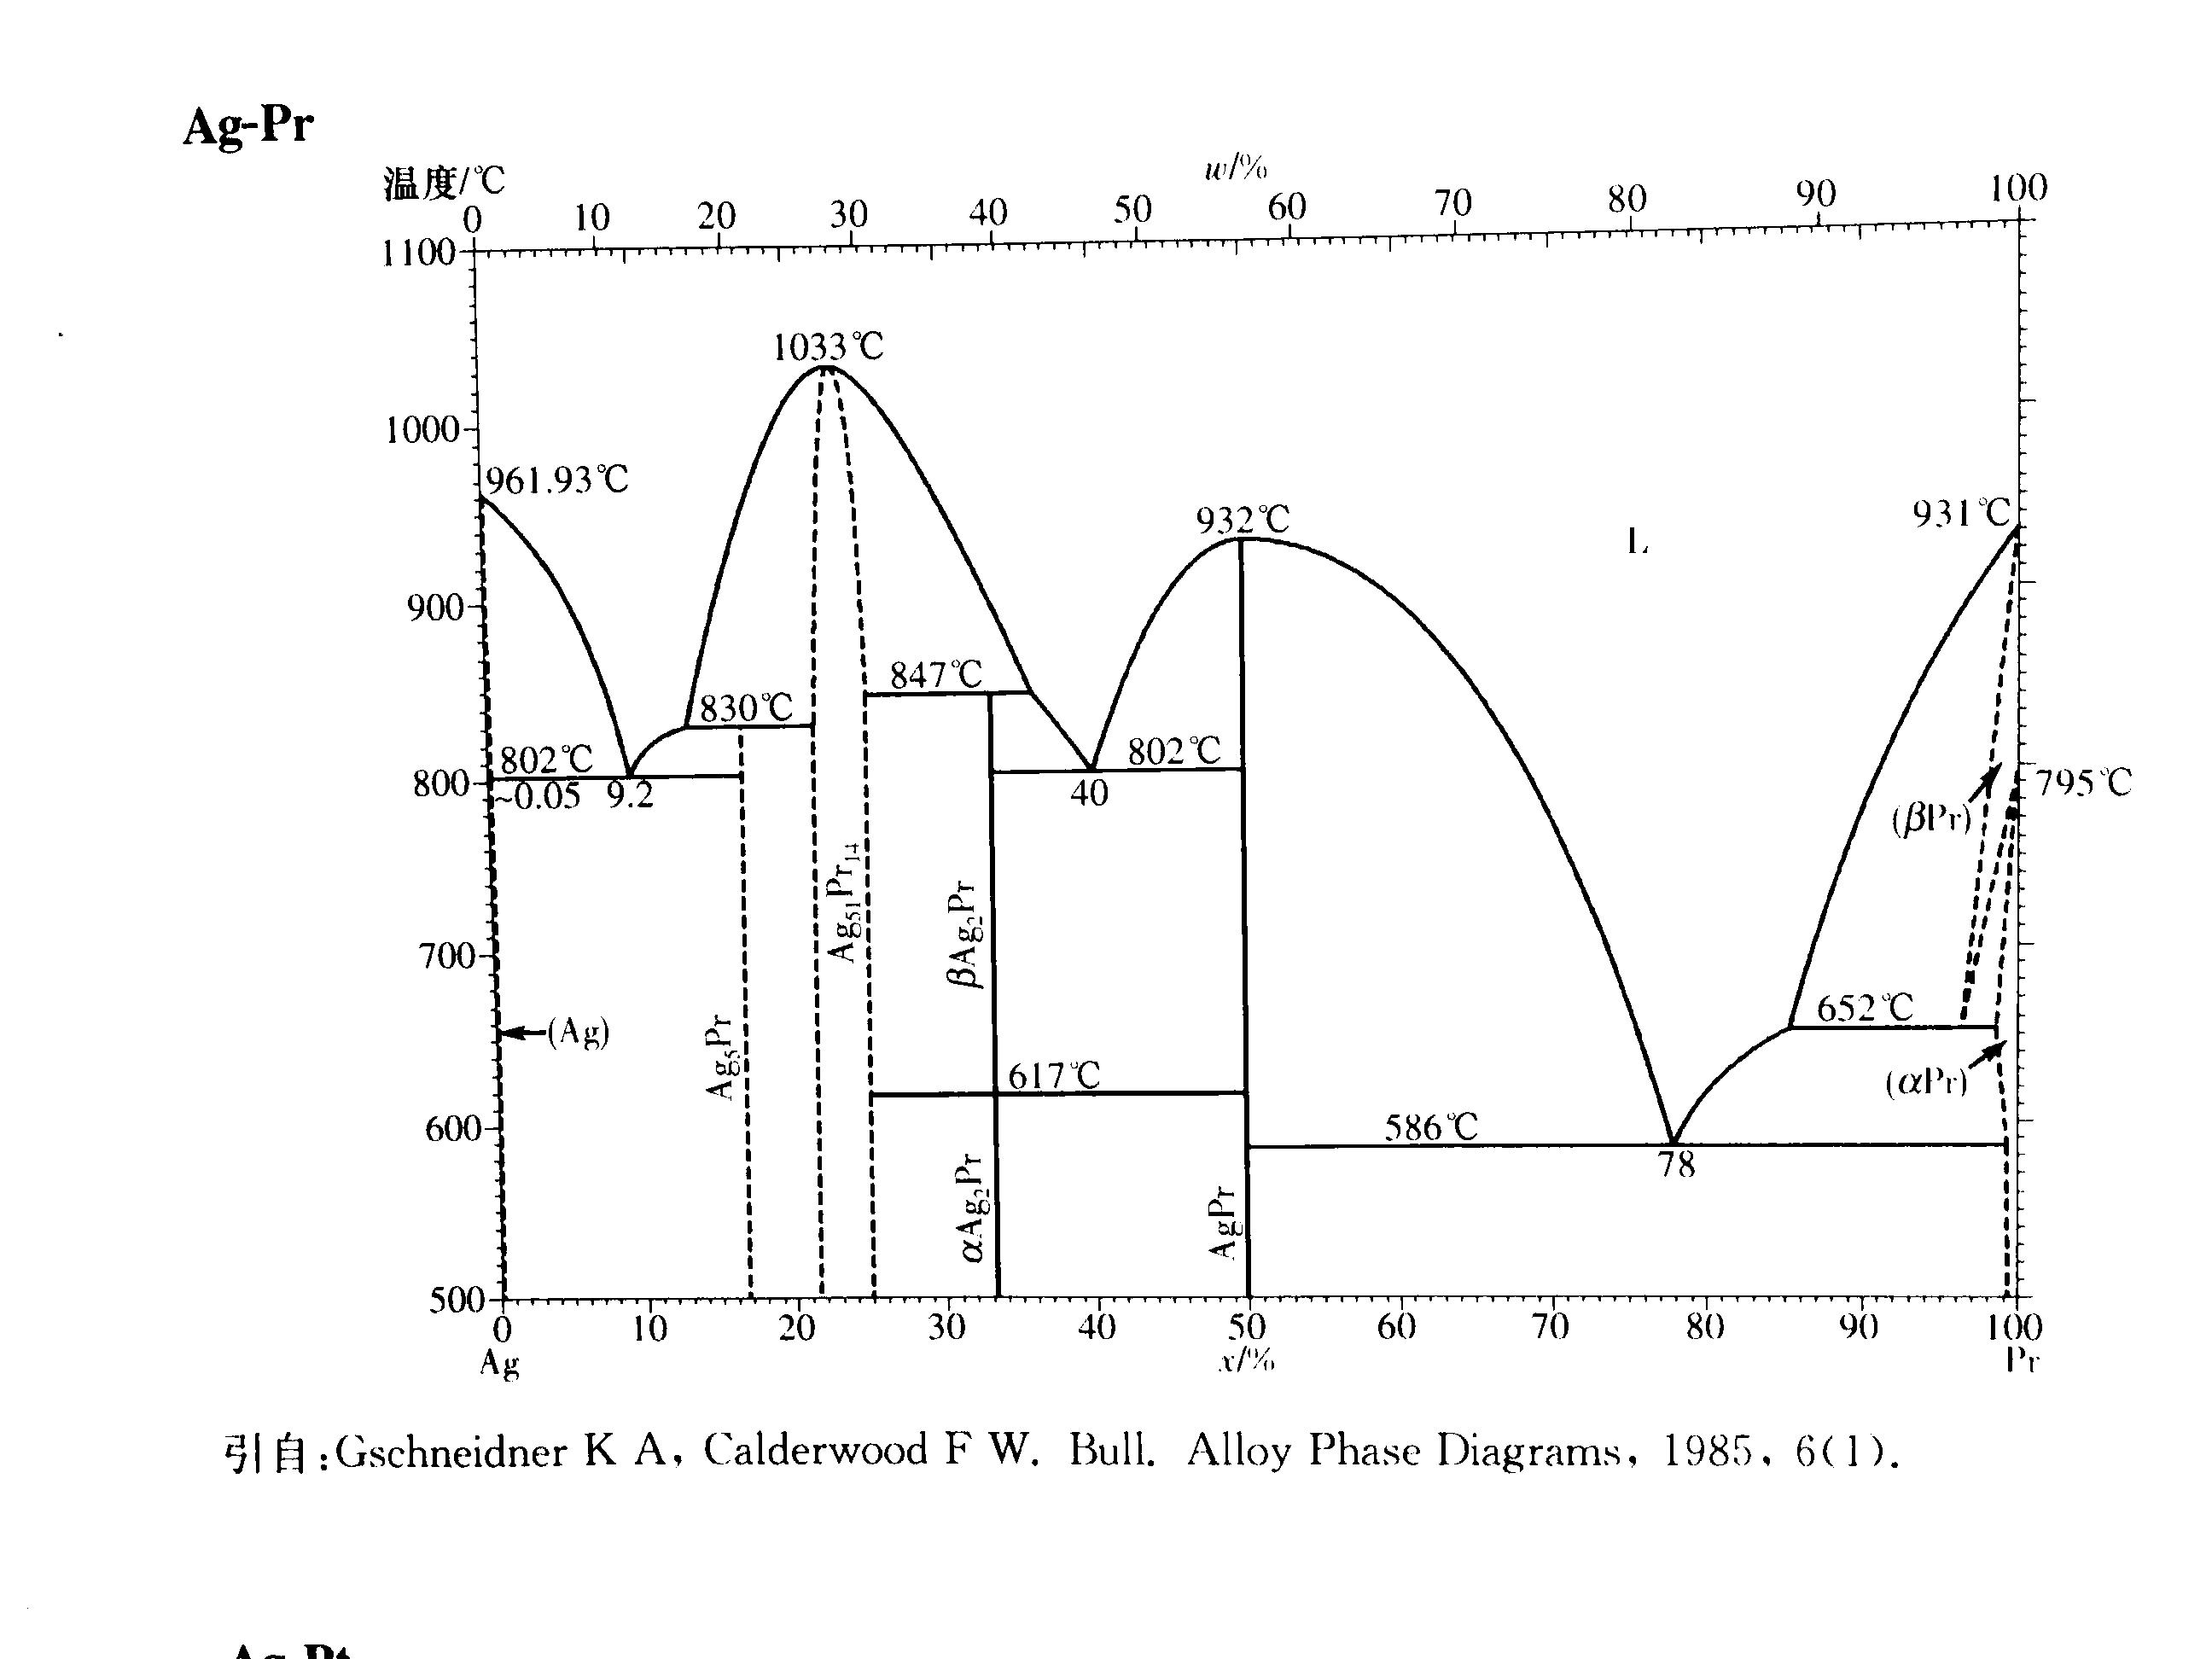 Ag-Pr
温度/℃
w/%
0 10 20 30 40 50 60 70 80 90 100
1100
1033℃
1000
961.93℃
932℃
931℃
L
900
847℃
830℃
802℃
802℃
800
~0.05 9.2
40
795℃
(βPr)
Ag₅₁Pr₁₄
βAg₂Pr
700
652℃
(Ag)
Ag₅Pr
617℃
(αPr)
600
586℃
78
αAg₂Pr
AgPr
500
0 10 20 30 40 50 60 70 80 90 100
Ag x/% Pr
引自:Gschneidner K A, Calderwood F W. Bull. Alloy Phase Diagrams, 1985, 6(1).